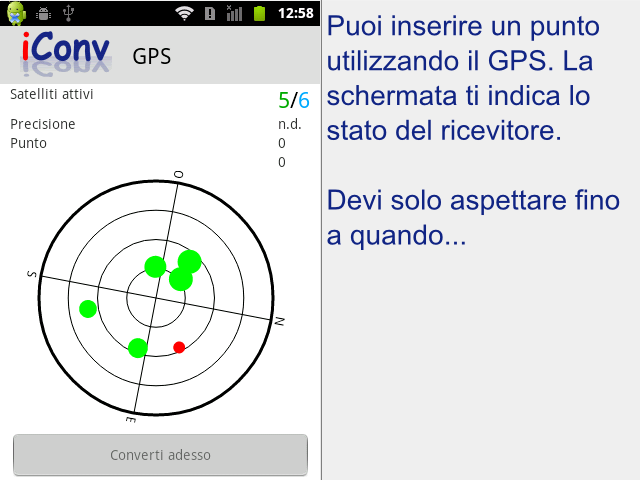 12:58
iConv
GPS
Satelliti attivi
5/6
Precisione
n.d.
Punto
0
0
O
S
N
E
Converti adesso
Puoi inserire un punto
utilizzando il GPS. La
schermata ti indica lo
stato del ricevitore.
Devi solo aspettare fino
a quando...